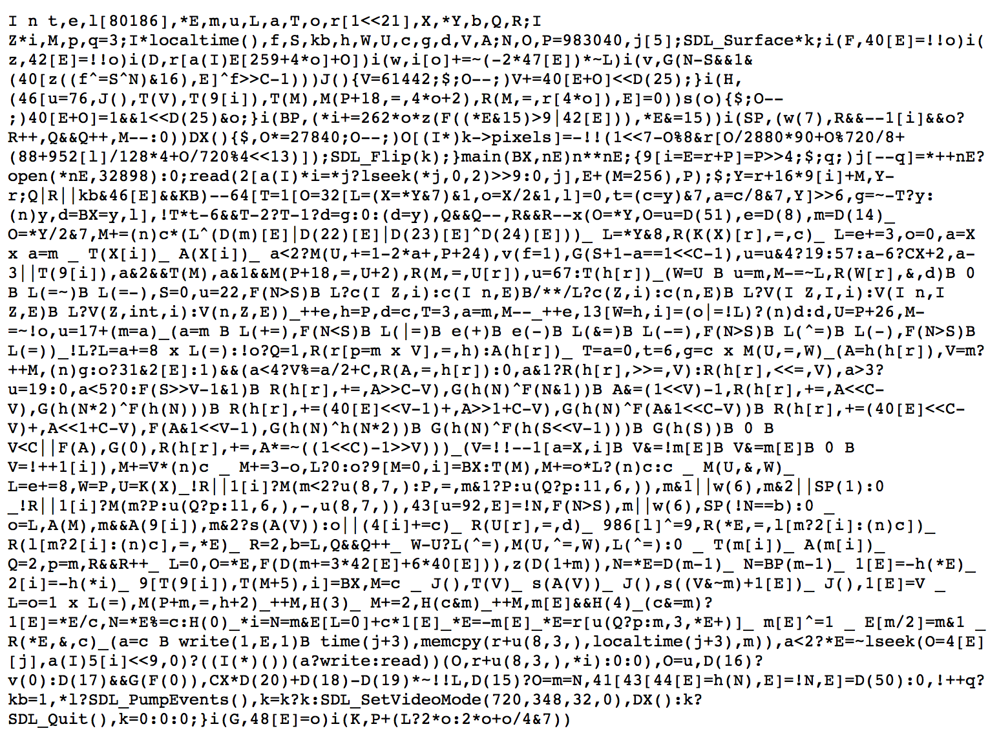 I n t,e,l[80186],*E,m,u,L,a,T,o,r[1<<21],X,*Y,b,Q,R;I
Z*i,M,p,q=3;I*localtime(),f,S,kb,h,W,U,c,g,d,V,A;N,O,P=983040,j[5];SDL_Surface*k;i(F,40[E]=!!o)i(
z,42[E]=!!o)i(D,r[a(I)E[259+4*o]+O])i(w,i[o]+=~(-2*47[E])*~L)i(v,G(N-S&&1&
(40[z((f^=S^N)&16),E]^f>>C-1)))J(){V=61442;$;O--;)V+=40[E+O]<<D(25);}i(H,
(46[u=76,J(),T(V),T(9[i]),T(M),M(P+18,=,4*o+2),R(M,=,r[4*o]),E]=0))s(o){$;O--
;)40[E+O]=1&&1<<D(25)&o;}i(BP,(*i+=262*o*z(F((*E&15)>9|42[E])),*E&=15))i(SP,(w(7),R&&--1[i]&&o?
R++,Q&&Q++,M--:0))DX(){$,O*=27840;O--;)O[(I*)k->pixels]=-!!(1<<7-O%8&r[O/2880*90+O%720/8+
(88+952[l]/128*4+O/720%4<<13)]);SDL_Flip(k);}main(BX,nE)n**nE;{9[i=E=r+P]=P>>4;$;q;)j[--q]=*++nE?
open(*nE,32898):0;read(2[a(I)*i=*j?lseek(*j,0,2)>>9:0,j],E+(M=256),P);$;Y=r+16*9[i]+M,Y-
r;Q|R||kb&46[E]&&KB)--64[T=1[O=32[L=(X=*Y&7)&1,o=X/2&1,l]=0,t=(c=y)&7,a=c/8&7,Y]>>6,g=~-T?y:
(n)y,d=BX=y,l],!T*t-6&&T-2?T-1?d=g:0:(d=y),Q&&Q--,R&&R--x(O=*Y,O=u=D(51),e=D(8),m=D(14)_
O=*Y/2&7,M+=(n)c*(L^(D(m)[E]|D(22)[E]|D(23)[E]^D(24)[E]))_ L=*Y&8,R(K(X)[r],=,c)_ L=e+=3,o=0,a=X
x a=m _ T(X[i])_ A(X[i])_ a<2?M(U,+=1-2*a+,P+24),v(f=1),G(S+1-a==1<<C-1),u=u&4?19:57:a-6?CX+2,a-
3||T(9[i]),a&2&&T(M),a&1&&M(P+18,=,U+2),R(M,=,U[r]),u=67:T(h[r])_(W=U B u=m,M-=~L,R(W[r],&,d)B 0
B L(=~)B L(=-),S=0,u=22,F(N>S)B L?c(I Z,i):c(I n,E)B/**/L?c(Z,i):c(n,E)B L?V(I Z,I,i):V(I n,I
Z,E)B L?V(Z,int,i):V(n,Z,E))_++e,h=P,d=c,T=3,a=m,M--_++e,13[W=h,i]=(o|=!L)?(n)d:d,U=P+26,M-
=~!o,u=17+(m=a)_(a=m B L(+=),F(N<S)B L(|=)B e(+)B e(-)B L(&=)B L(-=),F(N>S)B L(^=)B L(-),F(N>S)B
L(=))_!L?L=a+=8 x L(=):!o?Q=1,R(r[p=m x V],=,h):A(h[r])_ T=a=0,t=6,g=c x M(U,=,W)_(A=h(h[r]),V=m?
++M,(n)g:o?31&2[E]:1)&&(a<4?V%=a/2+C,R(A,=,h[r]):0,a&1?R(h[r],>>=,V):R(h[r],<<=,V),a>3?
u=19:0,a<5?0:F(S>>V-1&1)B R(h[r],+=,A>>C-V),G(h(N)^F(N&1))B A&=(1<<V)-1,R(h[r],+=,A<<C-
V),G(h(N*2)^F(h(N)))B R(h[r],+=(40[E]<<V-1)+,A>>1+C-V),G(h(N)^F(A&1<<C-V))B R(h[r],+=(40[E]<<C-
V)+,A<<1+C-V),F(A&1<<V-1),G(h(N)^h(N*2))B G(h(N)^F(h(S<<V-1)))B G(h(S))B 0 B
V<C||F(A),G(0),R(h[r],+=,A*=~((1<<C)-1>>V)))_(V=!!--1[a=X,i]B V&=!m[E]B V&=m[E]B 0 B
V=!++1[i]),M+=V*(n)c _ M+=3-o,L?0:o?9[M=0,i]=BX:T(M),M+=o*L?(n)c:c _ M(U,&,W)_
L=e+=8,W=P,U=K(X)_!R||1[i]?M(m<2?u(8,7,):P,=,m&1?P:u(Q?p:11,6,)),m&1||w(6),m&2||SP(1):0
_!R||1[i]?M(m?P:u(Q?p:11,6,),-,u(8,7,)),43[u=92,E]=!N,F(N>S),m||w(6),SP(!N==b):0 _
o=L,A(M),m&&A(9[i]),m&2?s(A(V)):o||(4[i]+=c)_ R(U[r],=,d)_ 986[l]^=9,R(*E,=,l[m?2[i]:(n)c])_
R(l[m?2[i]:(n)c],=,*E)_ R=2,b=L,Q&&Q++_ W-U?L(^=),M(U,^=,W),L(^=):0 _ T(m[i])_ A(m[i])_
Q=2,p=m,R&&R++_ L=0,O=*E,F(D(m+=3*42[E]+6*40[E])),z(D(1+m)),N=*E=D(m-1)_ N=BP(m-1)_ 1[E]=-h(*E)_
2[i]=-h(*i)_ 9[T(9[i]),T(M+5),i]=BX,M=c _ J(),T(V)_ s(A(V))_ J(),s((V&~m)+1[E])_ J(),1[E]=V _
L=o=1 x L(=),M(P+m,=,h+2)_++M,H(3)_ M+=2,H(c&m)_++M,m[E]&&H(4)_(c&=m)?
1[E]=*E/c,N=*E%=c:H(0)_*i=N=m&E[L=0]+c*1[E]_*E=-m[E]_*E=r[u(Q?p:m,3,*E+)]_ m[E]^=1 _ E[m/2]=m&1 _
R(*E,&,c)_(a=c B write(1,E,1)B time(j+3),memcpy(r+u(8,3,),localtime(j+3),m)),a<2?*E=~lseek(O=4[E]
[j],a(I)5[i]<<9,0)?((I(*)())(a?write:read))(O,r+u(8,3,),*i):0:0),O=u,D(16)?
v(0):D(17)&&G(F(0)),CX*D(20)+D(18)-D(19)*~!!L,D(15)?O=m=N,41[43[44[E]=h(N),E]=!N,E]=D(50):0,!++q?
kb=1,*l?SDL_PumpEvents(),k=k?k:SDL_SetVideoMode(720,348,32,0),DX():k?
SDL_Quit(),k=0:0:0;}i(G,48[E]=o)i(K,P+(L?2*o:2*o+o/4&7))